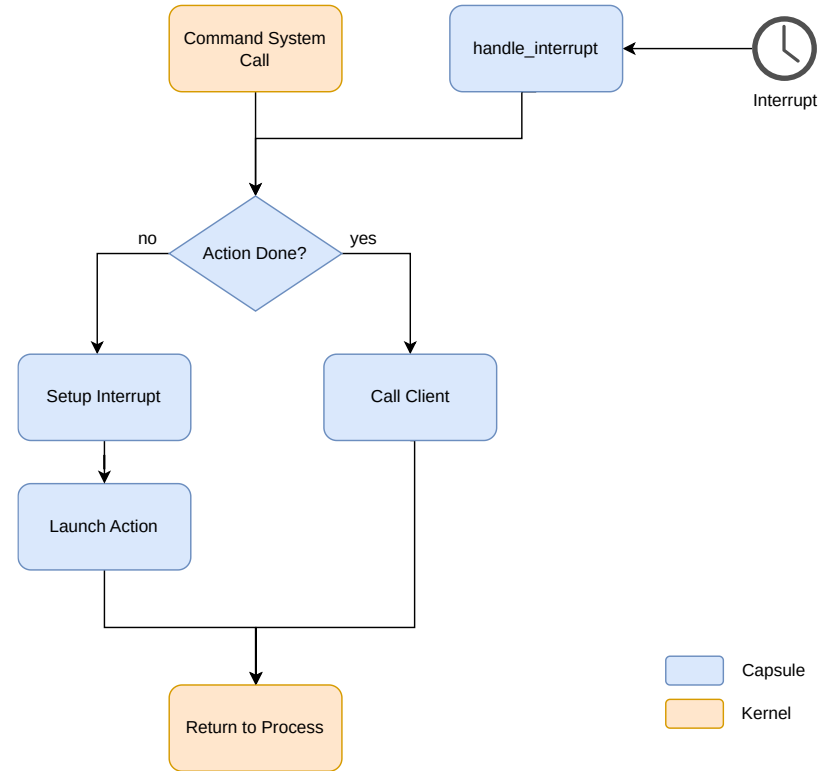 Command System
Call
handle_interrupt
Interrupt
no
Action Done?
yes
Setup Interrupt
Call Client
Launch Action
Return to Process
Capsule
Kernel